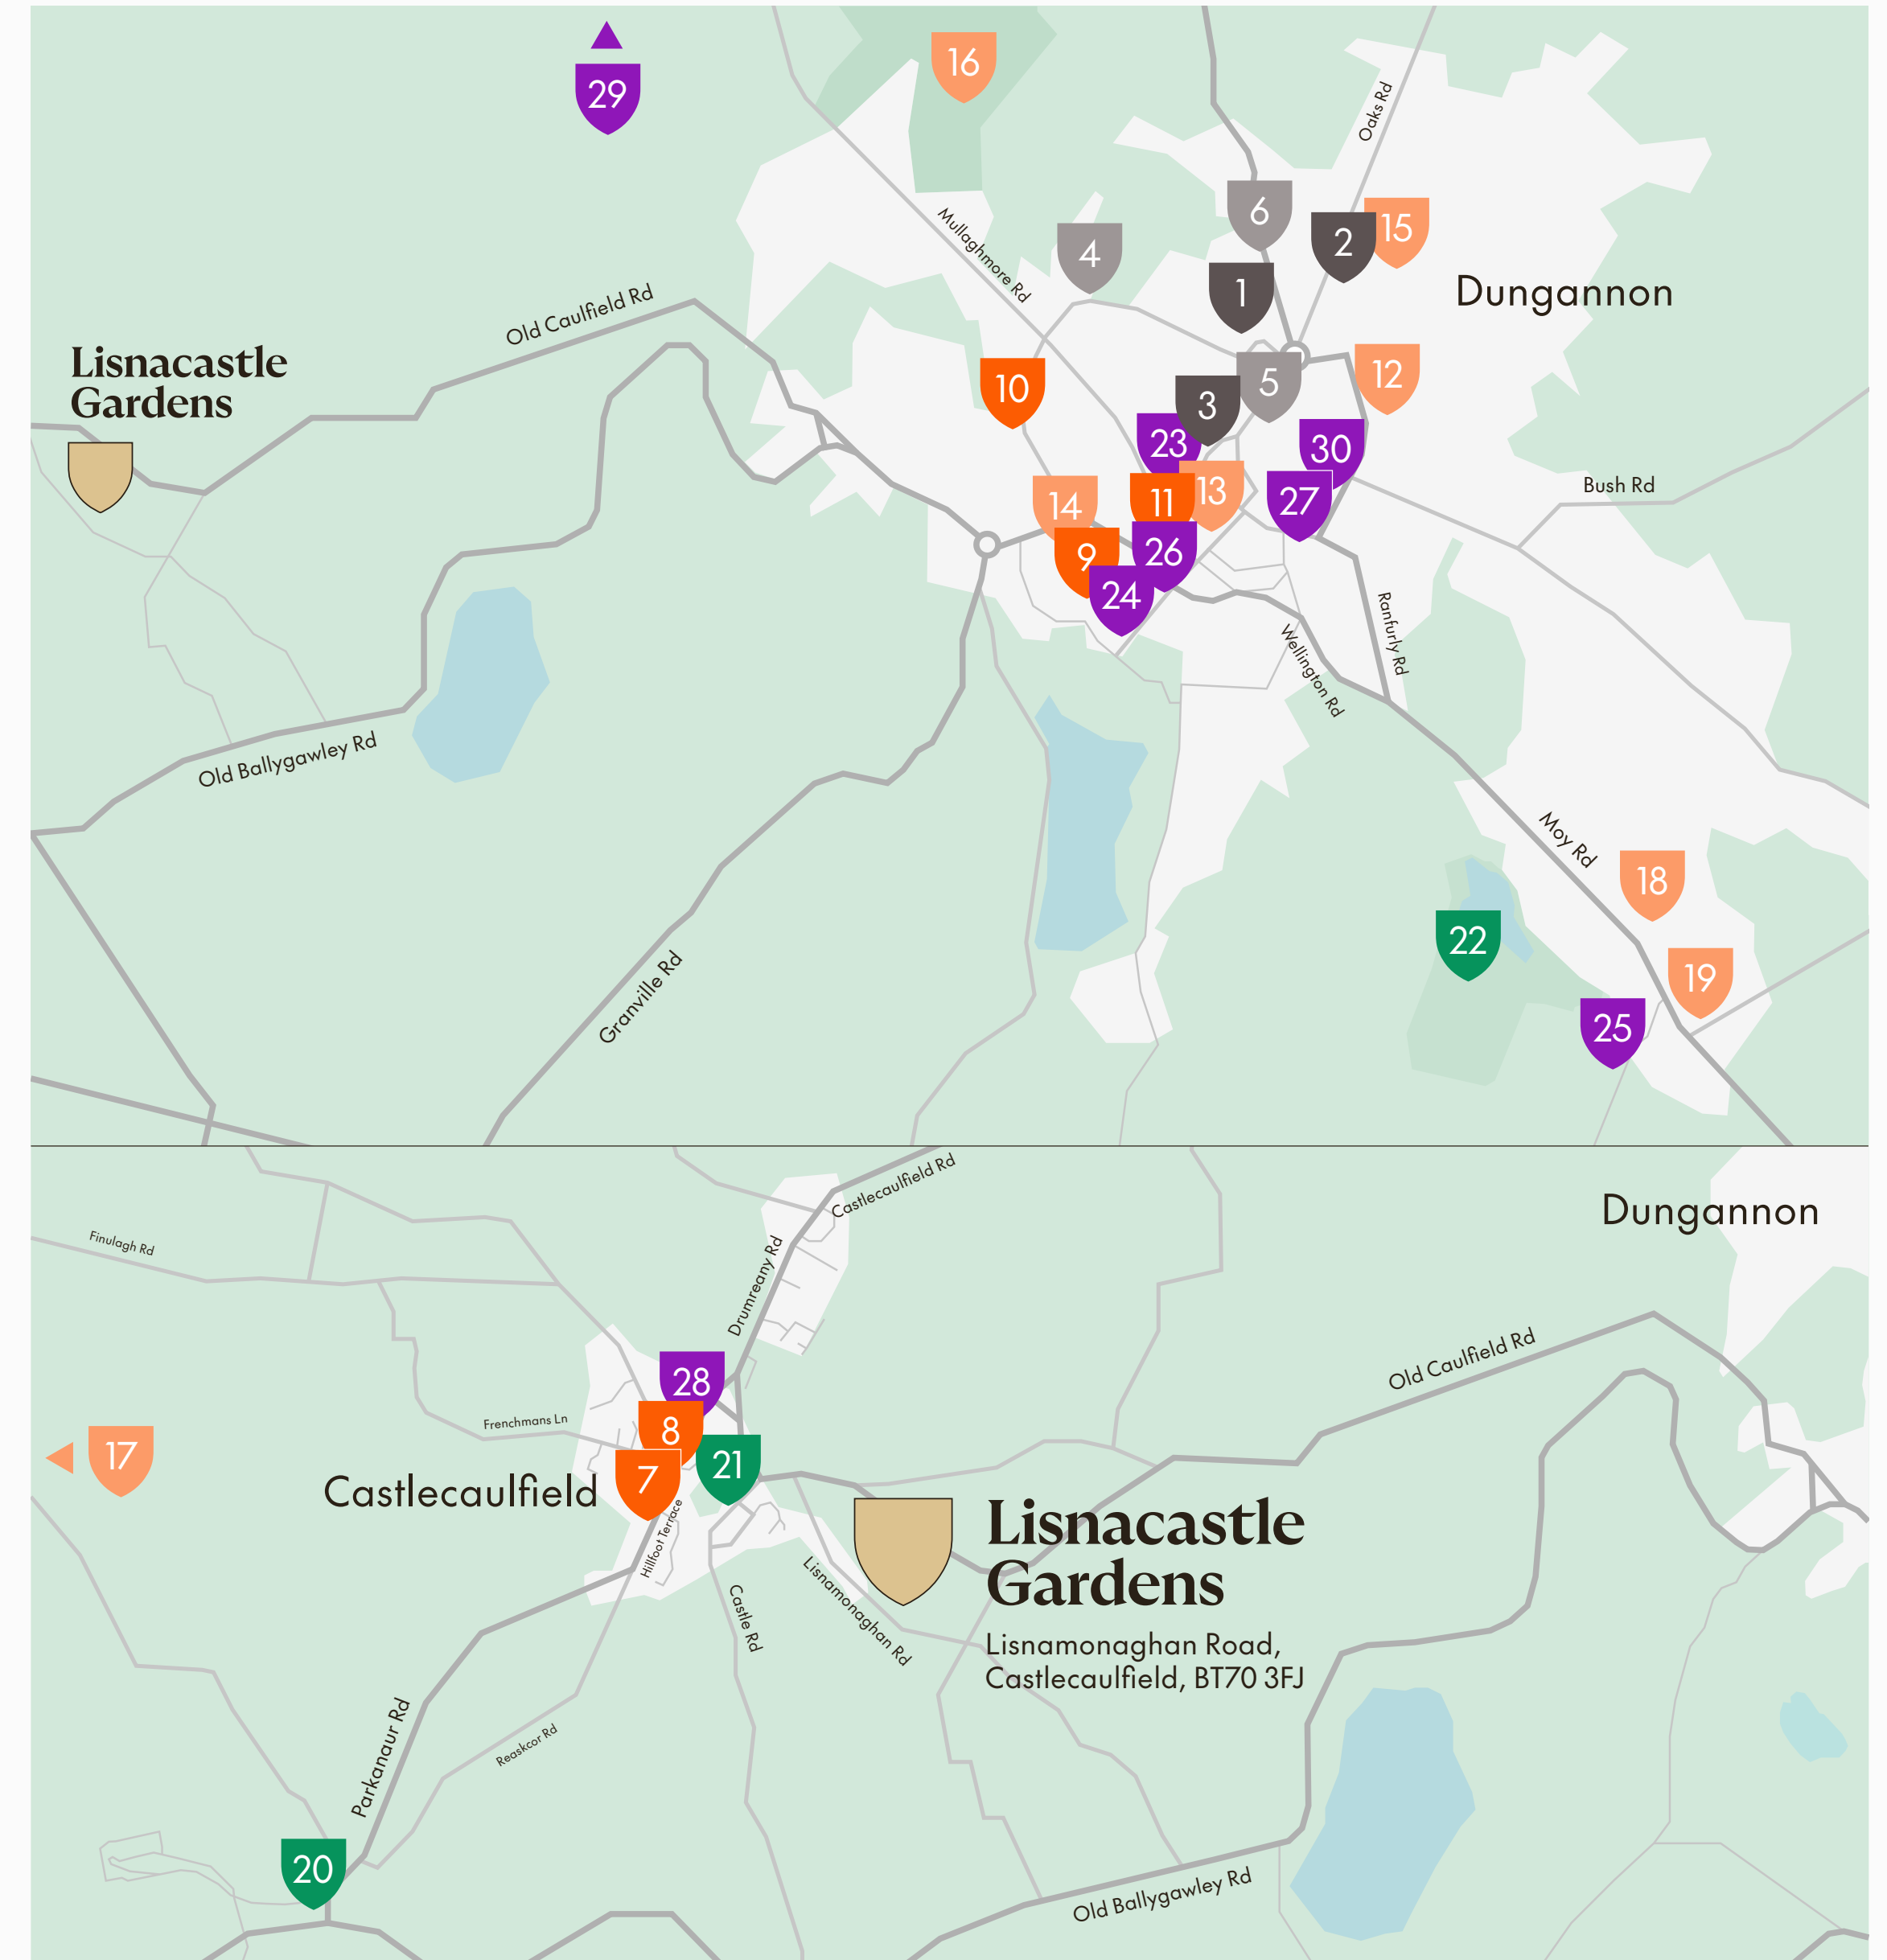 29
16
Oaks Rd
6
Mullaghmore Rd
4
2
15
1
Dungannon
Old Caulfield Rd
Lisnacastle
Gardens
10
5
12
3
23
30
Bush Rd
14
11
13
27
9
26
24
Ranfurly Rd
Wellington Rd
Old Ballygawley Rd
Moy Rd
18
22
Granville Rd
19
25
Castlecaulfield Rd
Dungannon
Finulagh Rd
Drumreany Rd
Old Caulfield Rd
28
Frenchmans Ln
8
17
21
7
Castlecaulfield
Hillfoot Terrace
Lisnacastle
Gardens
Lisnamonaghan Rd
Castle Rd
Lisnamonaghan Road,
Castlecaulfield, BT70 3FJ
Parkanaur Rd
Reaskcor Rd
20
Old Ballygawley Rd